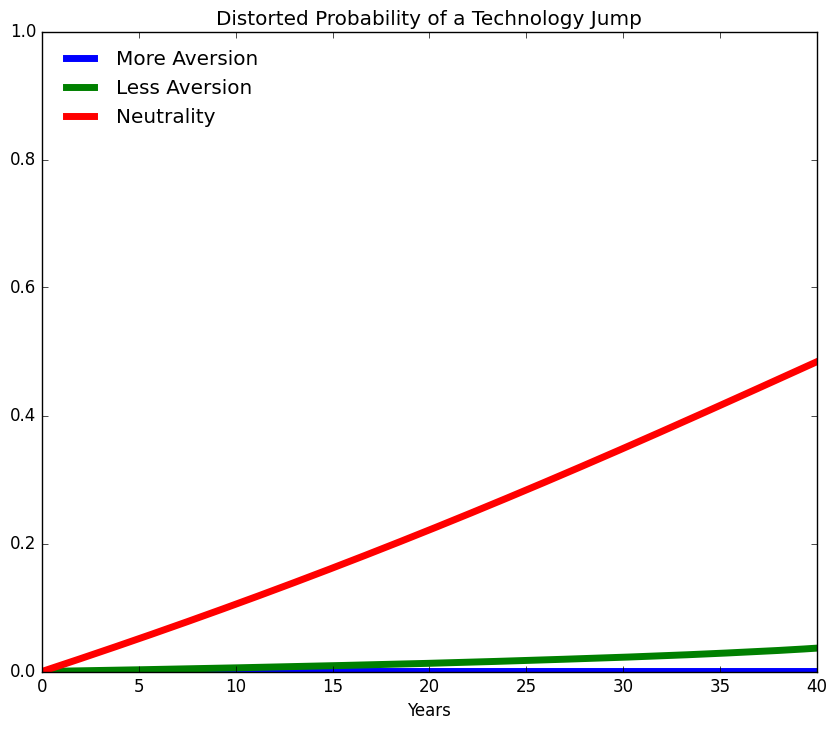 Distorted Probability of a Technology Jump
1.0
0.8
0.6
0.4
0.2
0.0
More Aversion
Less Aversion
Neutrality
0 5 10 15 20 25 30 35 40
Years